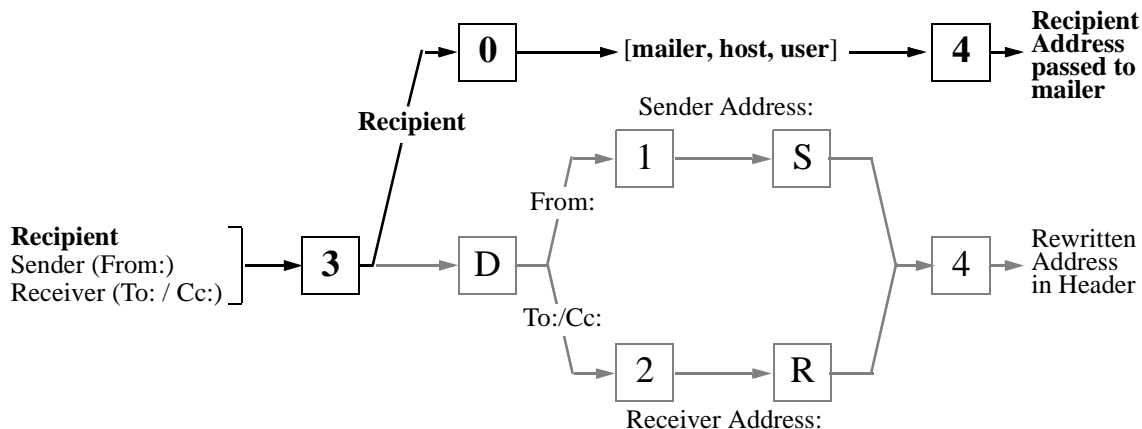 0
[mailer, host, user]
4
Recipient
Address
passed to
mailer
Recipient
Sender Address:
1
S
From:
Recipient
Sender (From:)
Receiver (To: / Cc:)
3
D
4
Rewritten
Address
in Header
To:/Cc:
2
R
Receiver Address: